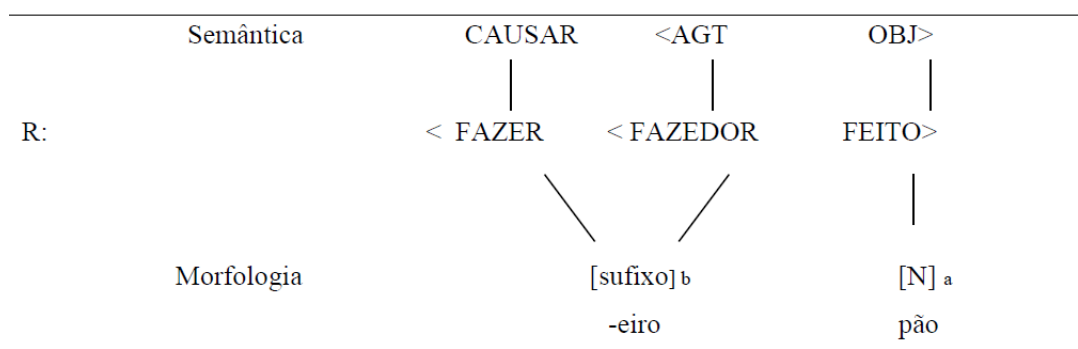 Semântica CAUSAR <AGT OBJ>
R: < FAZER < FAZEDOR FEITO>
Morfologia [sufixo] b [N] a
-eiro pão